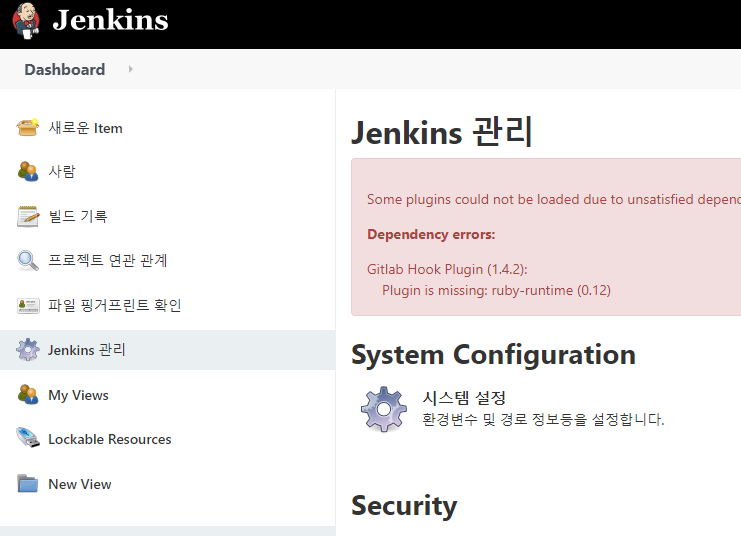 Jenkins
Dashboard
새로운 Item
사람
빌드 기록
프로젝트 연관 관계
파일 핑거프린트 확인
Jenkins 관리
My Views
Lockable Resources
New View
Jenkins 관리
Some plugins could not be loaded due to unsatisfied depend
Dependency errors:
Gitlab Hook Plugin (1.4.2):
Plugin is missing: ruby-runtime (0.12)
System Configuration
시스템 설정
환경변수 및 경로 정보등을 설정합니다.
Security